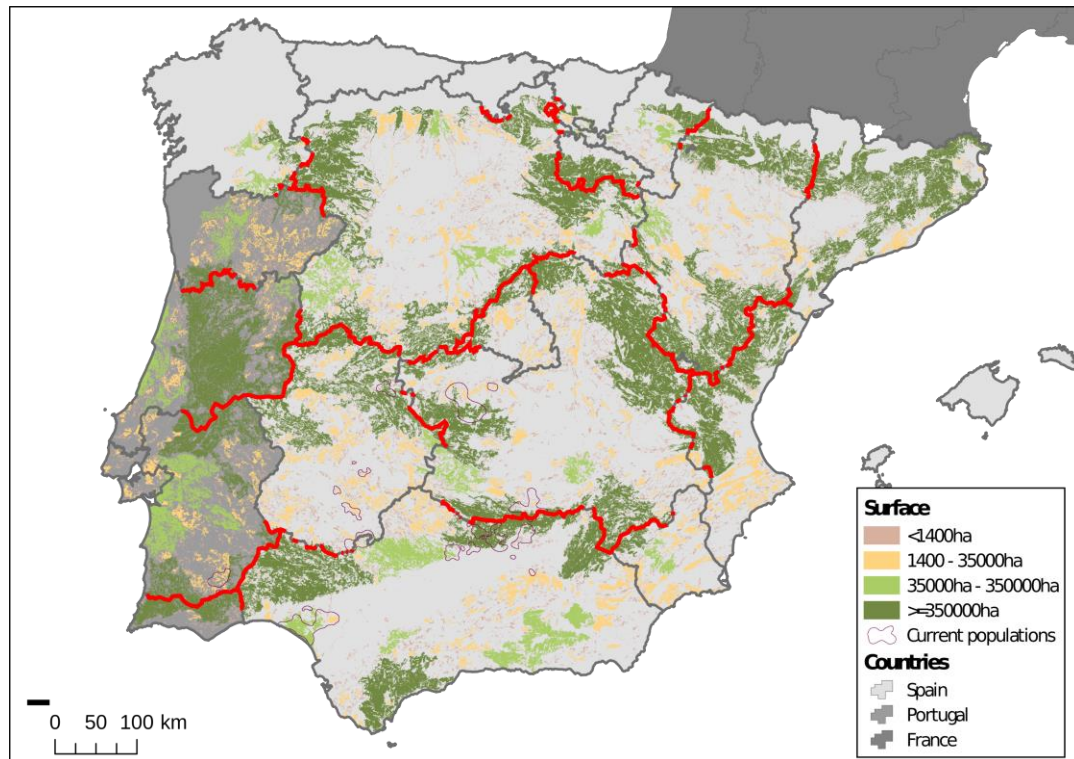 Surface
<1400ha
1400 - 35000ha
35000ha - 350000ha
>=350000ha
Current populations
Countries
Spain
Portugal
France
0 50 100 km